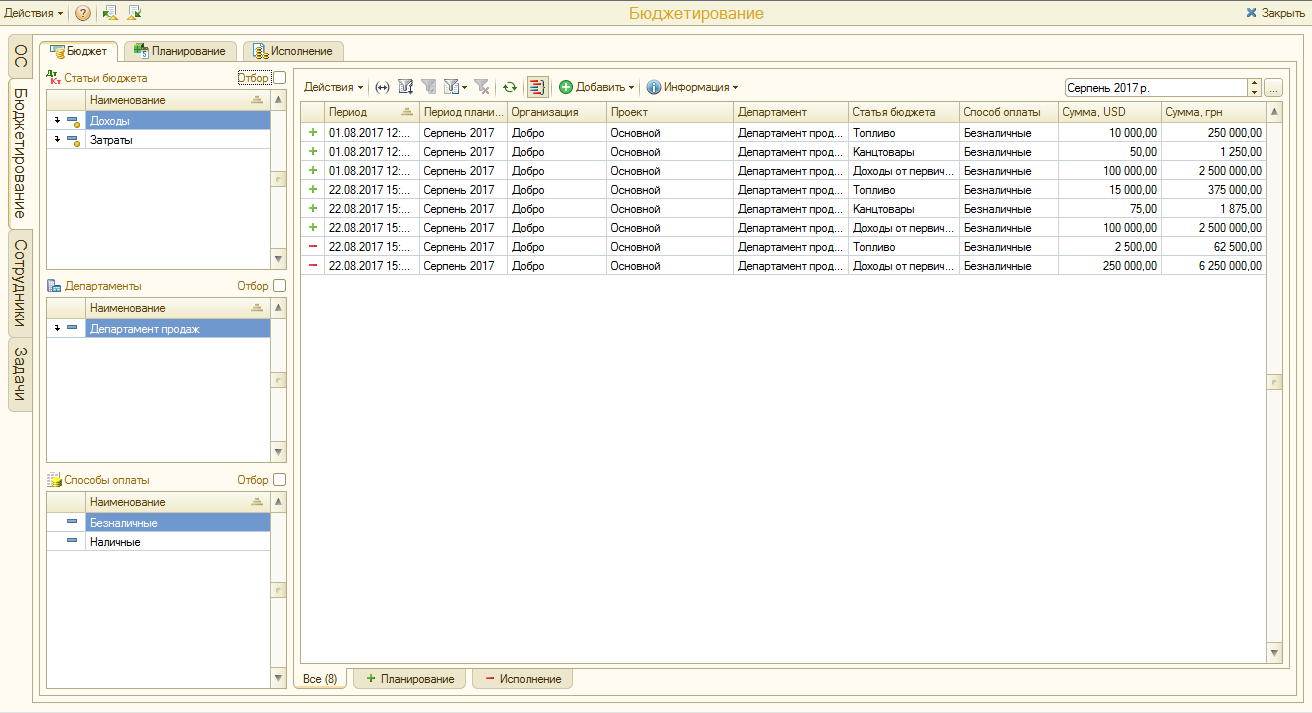 Действия Бюджетирование Закрыть
ОС
Бюджетирование
Сотрудники
Задачи
Бюджет Планирование Исполнение
Статьи бюджета Отбор
Наименование
Доходы
Затраты
Департаменты Отбор
Наименование
Департамент продаж
Способы оплаты Отбор
Наименование
Безналичные
Наличные
Действия Добавить Информация Серпень 2017 р. ...
Период Период плани... Организация Проект Департамент Статья бюджета Способ оплаты Сумма, USD Сумма, грн
+ 01.08.2017 12:... Серпень 2017 Добро Основной Департамент прод... Топливо Безналичные 10 000,00 250 000,00
+ 01.08.2017 12:... Серпень 2017 Добро Основной Департамент прод... Канцтовары Безналичные 50,00 1 250,00
+ 01.08.2017 12:... Серпень 2017 Добро Основной Департамент прод... Доходы от первич... Безналичные 100 000,00 2 500 000,00
+ 22.08.2017 15:... Серпень 2017 Добро Основной Департамент прод... Топливо Безналичные 15 000,00 375 000,00
+ 22.08.2017 15:... Серпень 2017 Добро Основной Департамент прод... Канцтовары Безналичные 75,00 1 875,00
+ 22.08.2017 15:... Серпень 2017 Добро Основной Департамент прод... Доходы от первич... Безналичные 100 000,00 2 500 000,00
− 22.08.2017 15:... Серпень 2017 Добро Основной Департамент прод... Топливо Безналичные 2 500,00 62 500,00
− 22.08.2017 15:... Серпень 2017 Добро Основной Департамент прод... Доходы от первич... Безналичные 250 000,00 6 250 000,00
Все (8) + Планирование − Исполнение